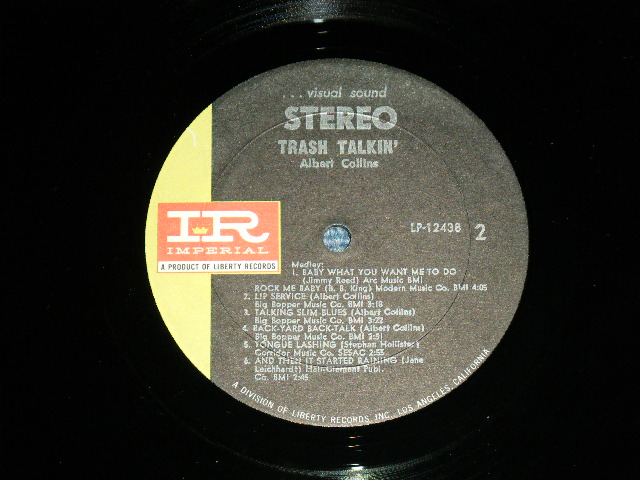 ... visual sound
STEREO
TRASH TALKIN'
Albert Collins
IR
IMPERIAL
A PRODUCT OF LIBERTY RECORDS
LP-12438 2
Medley:
1. BABY WHAT YOU WANT ME TO DO
(Jimmy Reed) Arc Music BMI
ROCK ME BABY (B. B. King) Modern Music Co. BMI 4:05
2. LIP SERVICE (Albert Collins)
Big Bopper Music Co. BMI 3:18
3. TALKING SLIM BLUES (Albert Collins)
Big Bopper Music Co. BMI 3:22
4. BACK-YARD BACK-TALK (Albert Collins)
Big Bopper Music Co. BMI 2:51
5. TONGUE LASHING (Stephen Hollister)
Corridor Music Co. SESAC 2:53
6. AND THEN IT STARTED RAINING (Jane
Leichhardt) Publ.
Co. BMI 2:45
A DIVISION OF LIBERTY RECORDS, INC., LOS ANGELES, CALIFORNIA